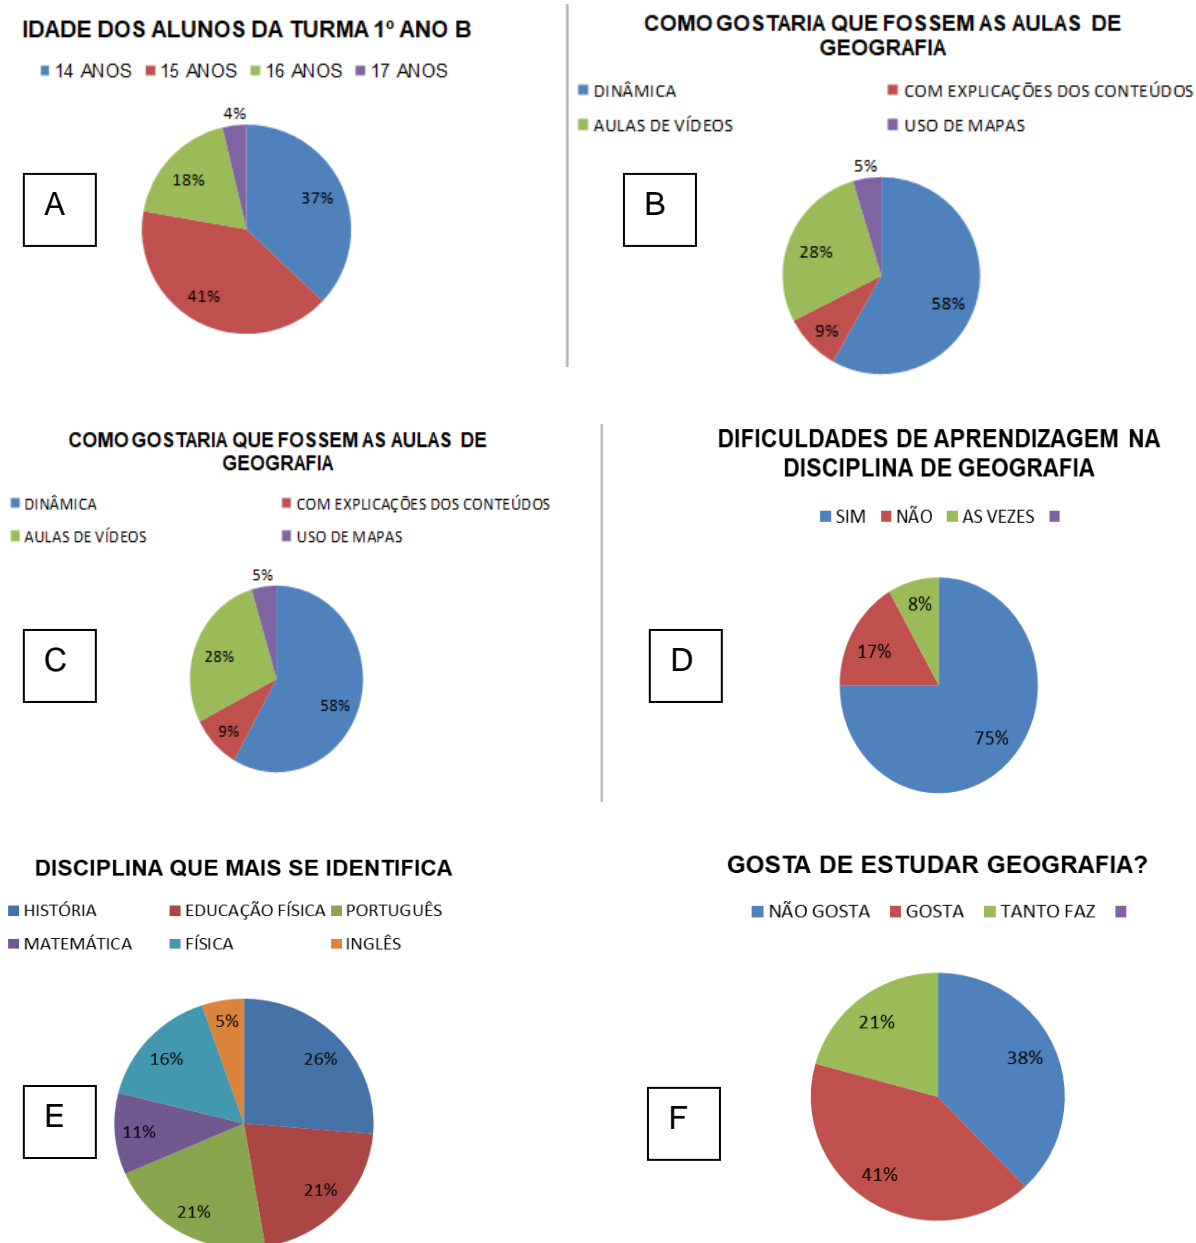 IDADE DOS ALUNOS DA TURMA 1º ANO B
14 ANOS 15 ANOS 16 ANOS 17 ANOS
4%
18%
37%
41%
A
COMO GOSTARIA QUE FOSSEM AS AULAS DE
GEOGRAFIA
DINÂMICA COM EXPLICAÇÕES DOS CONTEÚDOS
AULAS DE VÍDEOS USO DE MAPAS
5%
28%
58%
9%
B
COMO GOSTARIA QUE FOSSEM AS AULAS DE
GEOGRAFIA
DINÂMICA COM EXPLICAÇÕES DOS CONTEÚDOS
AULAS DE VÍDEOS USO DE MAPAS
5%
28%
58%
9%
C
DIFICULDADES DE APRENDIZAGEM NA
DISCIPLINA DE GEOGRAFIA
SIM NÃO AS VEZES
8%
17%
75%
D
DISCIPLINA QUE MAIS SE IDENTIFICA
HISTÓRIA EDUCAÇÃO FÍSICA PORTUGUÊS
MATEMÁTICA FÍSICA INGLÊS
5%
16%
26%
11%
21%
21%
E
GOSTA DE ESTUDAR GEOGRAFIA?
NÃO GOSTA GOSTA TANTO FAZ
21%
38%
41%
F